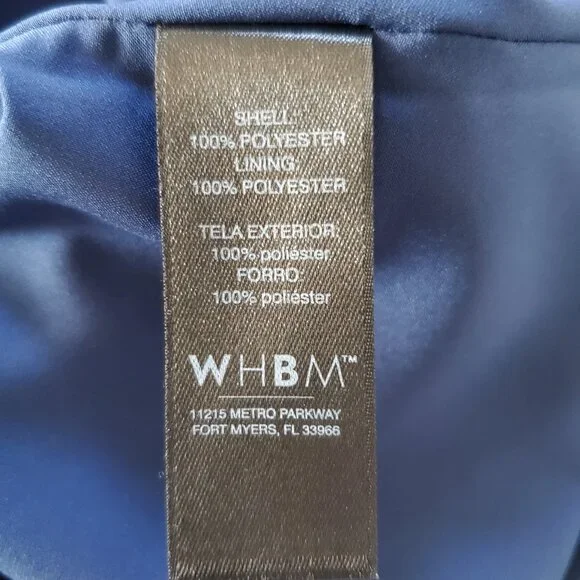 SHELL:
100% POLYESTER
LINING:
100% POLYESTER
TELA EXTERIOR:
100% poliester
FORRO:
100% poliester
WHBM™
11215 METRO PARKWAY
FORT MYERS, FL 33966